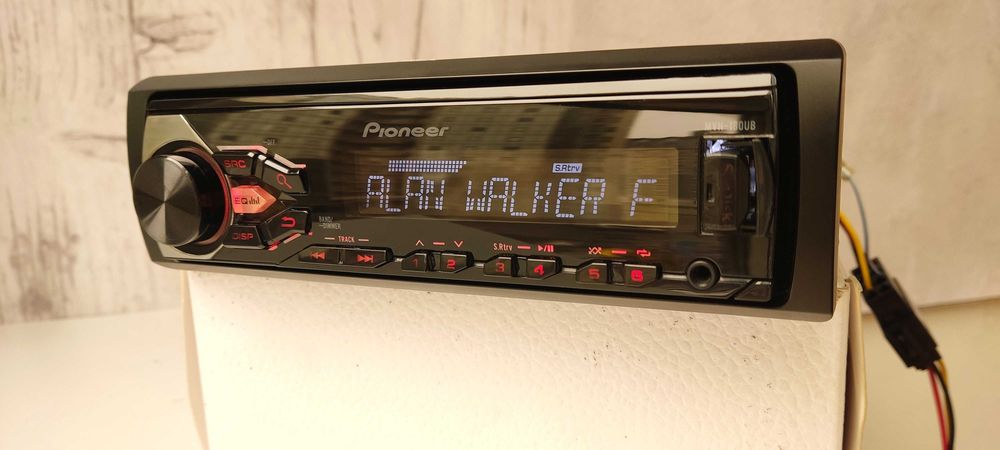 Pioneer
MVH-180UB
OFF
SRC
EQ
DISP
BAND/
DIMMER
S.Rtrv
ALAN WALKER F
TRACK
S.Rtrv
1 2 3 4 5 6